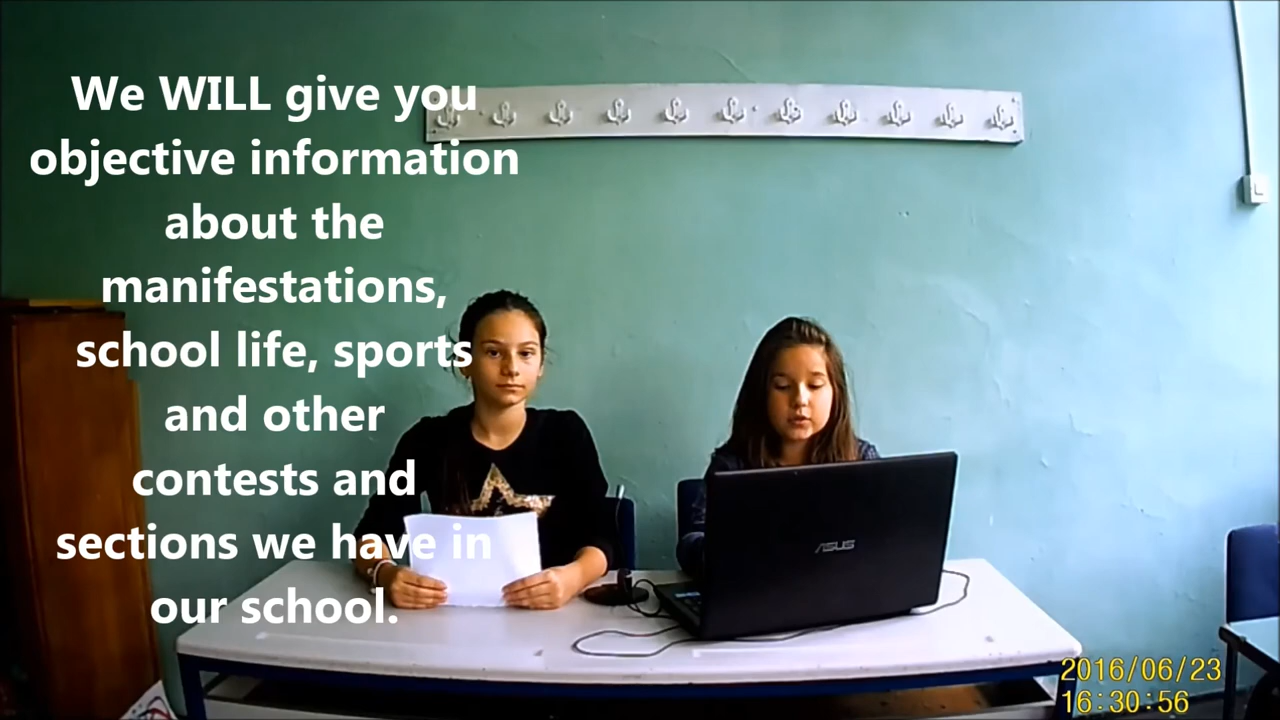 We WILL give you
objective information
about the
manifestations,
school life, sports
and other
contests and
sections we have in
our school.
ASUS
2016/06/23
16:30:56